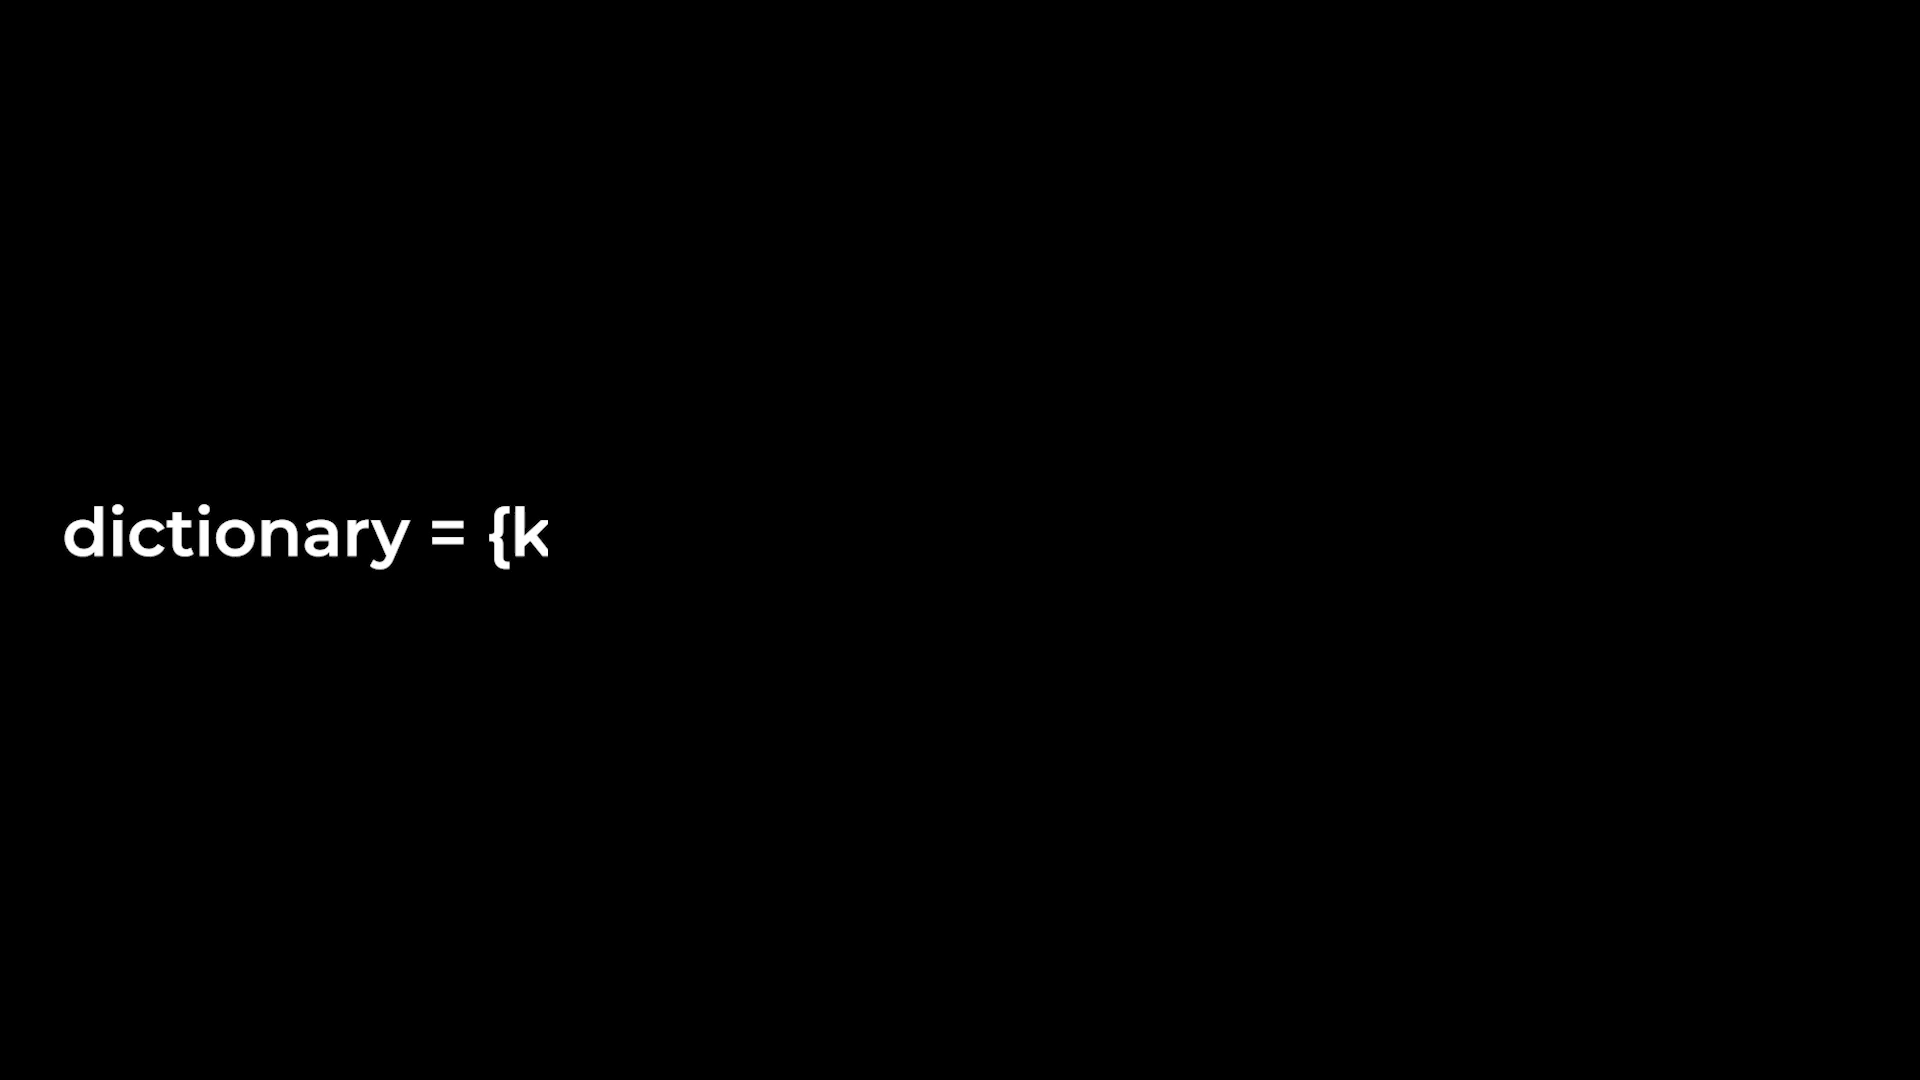 dictionary = {k